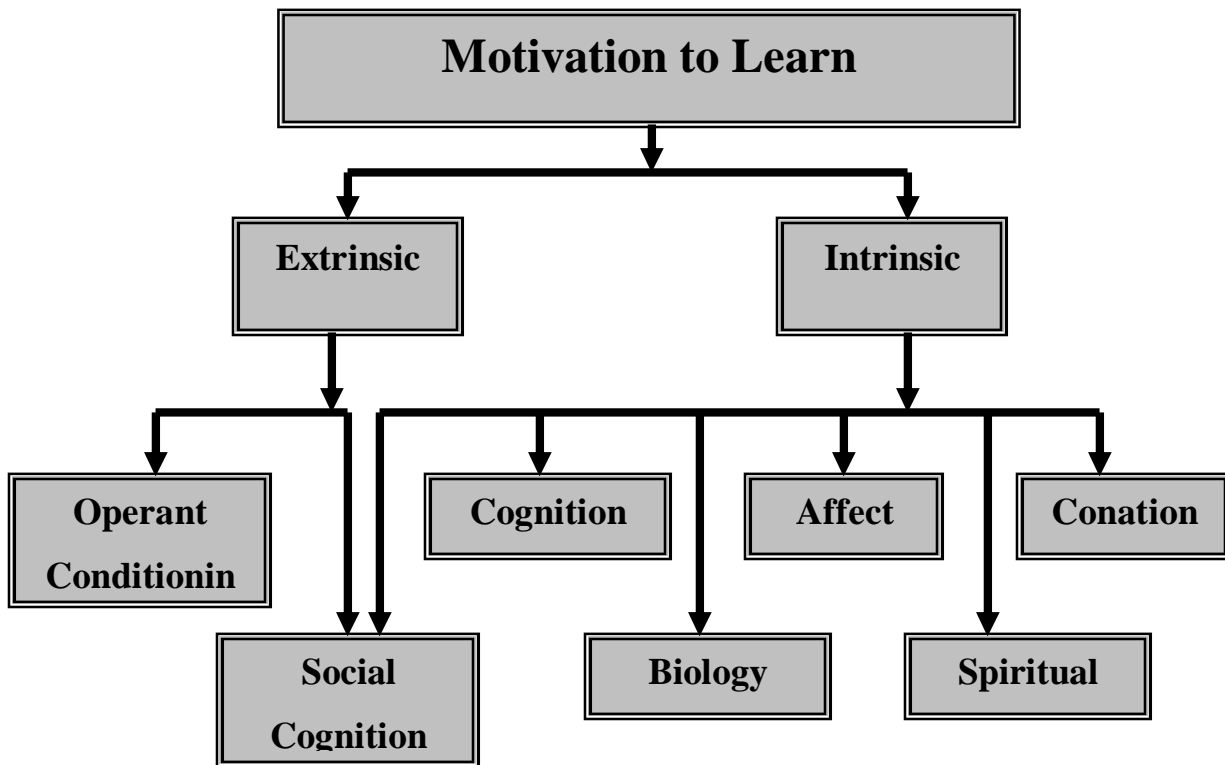 Motivation to Learn
Extrinsic
Intrinsic
Operant
Conditionin
Cognition
Affect
Conation
Social
Cognition
Biology
Spiritual